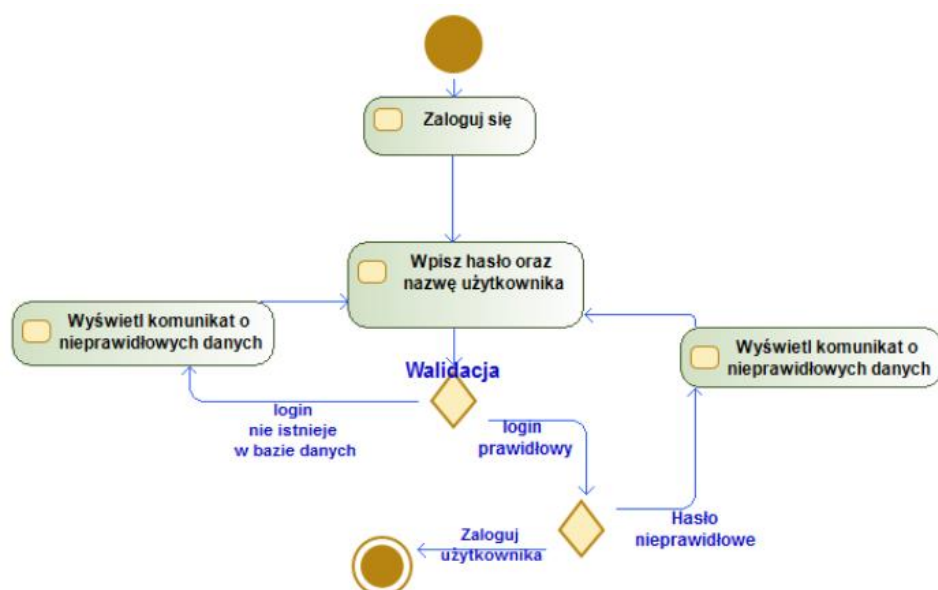 Zaloguj się
Wpisz hasło oraz
nazwę użytkownika
Wyświetl komunikat o
nieprawidłowych danych
Wyświetl komunikat o
nieprawidłowych danych
Walidacja
login
nie istnieje
w bazie danych
login
prawidłowy
Hasło
nieprawidłowe
Zaloguj
użytkownika